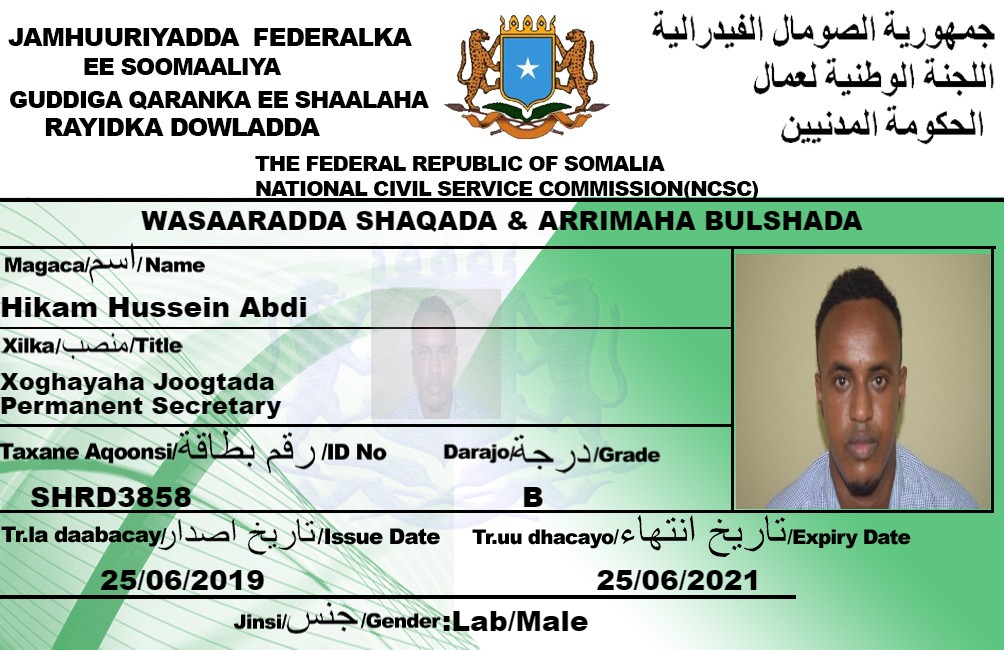 JAMHUURIYADDA FEDERALKA
EE SOOMAALIYA
GUDDIGA QARANKA EE SHAALAHA
RAYIDKA DOWLADDA
جمهورية الصومال الفيدرالية
اللجنة الوطنية لعمال
الحكومة المدنيين
THE FEDERAL REPUBLIC OF SOMALIA
NATIONAL CIVIL SERVICE COMMISSION(NCSC)
WASAARADDA SHAQADA & ARRIMAHA BULSHADA
Magaca/اسم/Name
Hikam Hussein Abdi
Xilka/منصب/Title
Xoghayaha Joogtada
Permanent Secretary
Taxane Aqoonsi/رقم بطاقة/ID No
SHRD3858
Darajo/درجة/Grade
B
Tr.la daabacay/تاريخ اصدار/Issue Date
25/06/2019
Tr.uu dhacayo/تاريخ انتهاء/Expiry Date
25/06/2021
Jinsi/جنس/Gender:Lab/Male